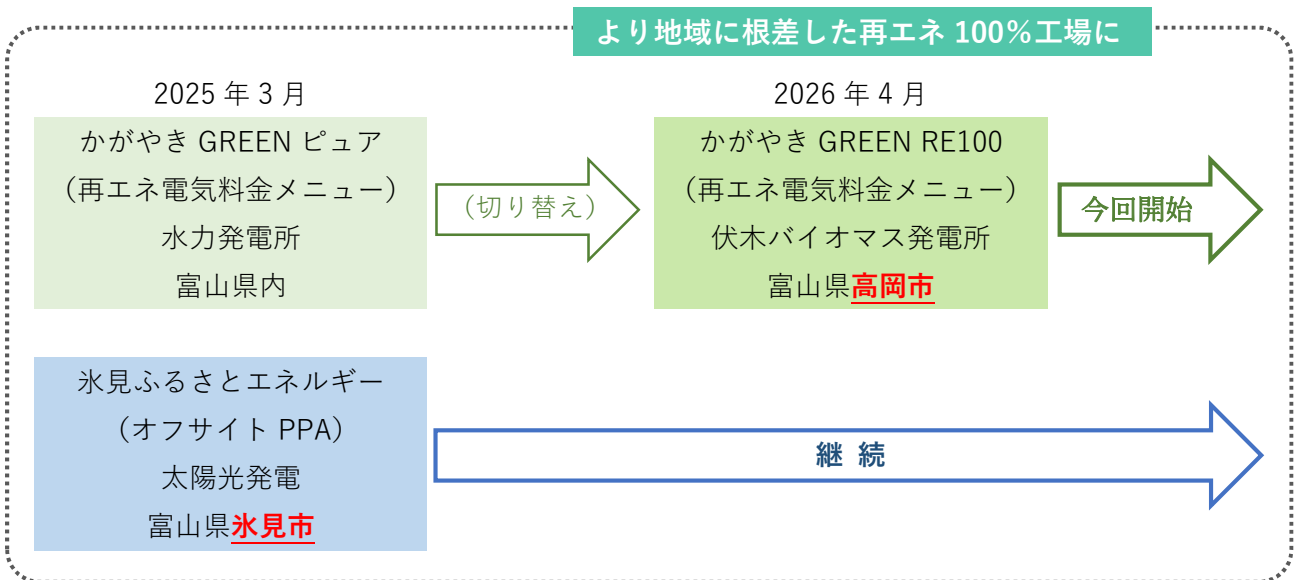 より地域に根差した再エネ 100%工場に
2025 年 3 月
かがやき GREEN ピュア
(再エネ電気料金メニュー)
水力発電所
富山県内
(切り替え)
2026 年 4 月
かがやき GREEN RE100
(再エネ電気料金メニュー)
伏木バイオマス発電所
富山県高岡市
今回開始
氷見ふるさとエネルギー
(オフサイト PPA)
太陽光発電
富山県氷見市
継 続